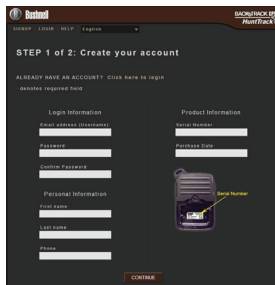 Bushnell
BACKTRACK
HuntTrack
SIGNUP LOGIN HELP English
STEP 1 of 2: Create your account
ALREADY HAVE AN ACCOUNT? Click here to login
denotes required field
Login Information
Product Information
Email address (Username)
Serial Number
Password
Purchase Date
Confirm Password
Serial Number
Personal Information
First name
Last name
Phone
CONTINUE